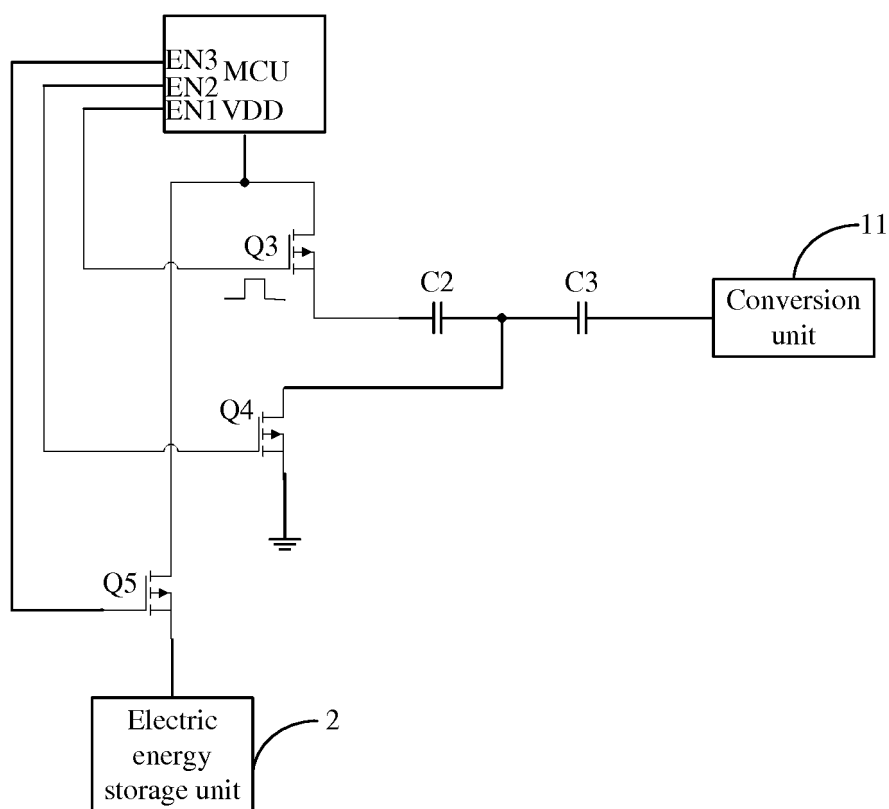 EN3
MCU
EN2
EN1
VDD
Q3
C2
C3
11
Conversion
unit
Q4
Q5
Electric
energy
storage unit
2